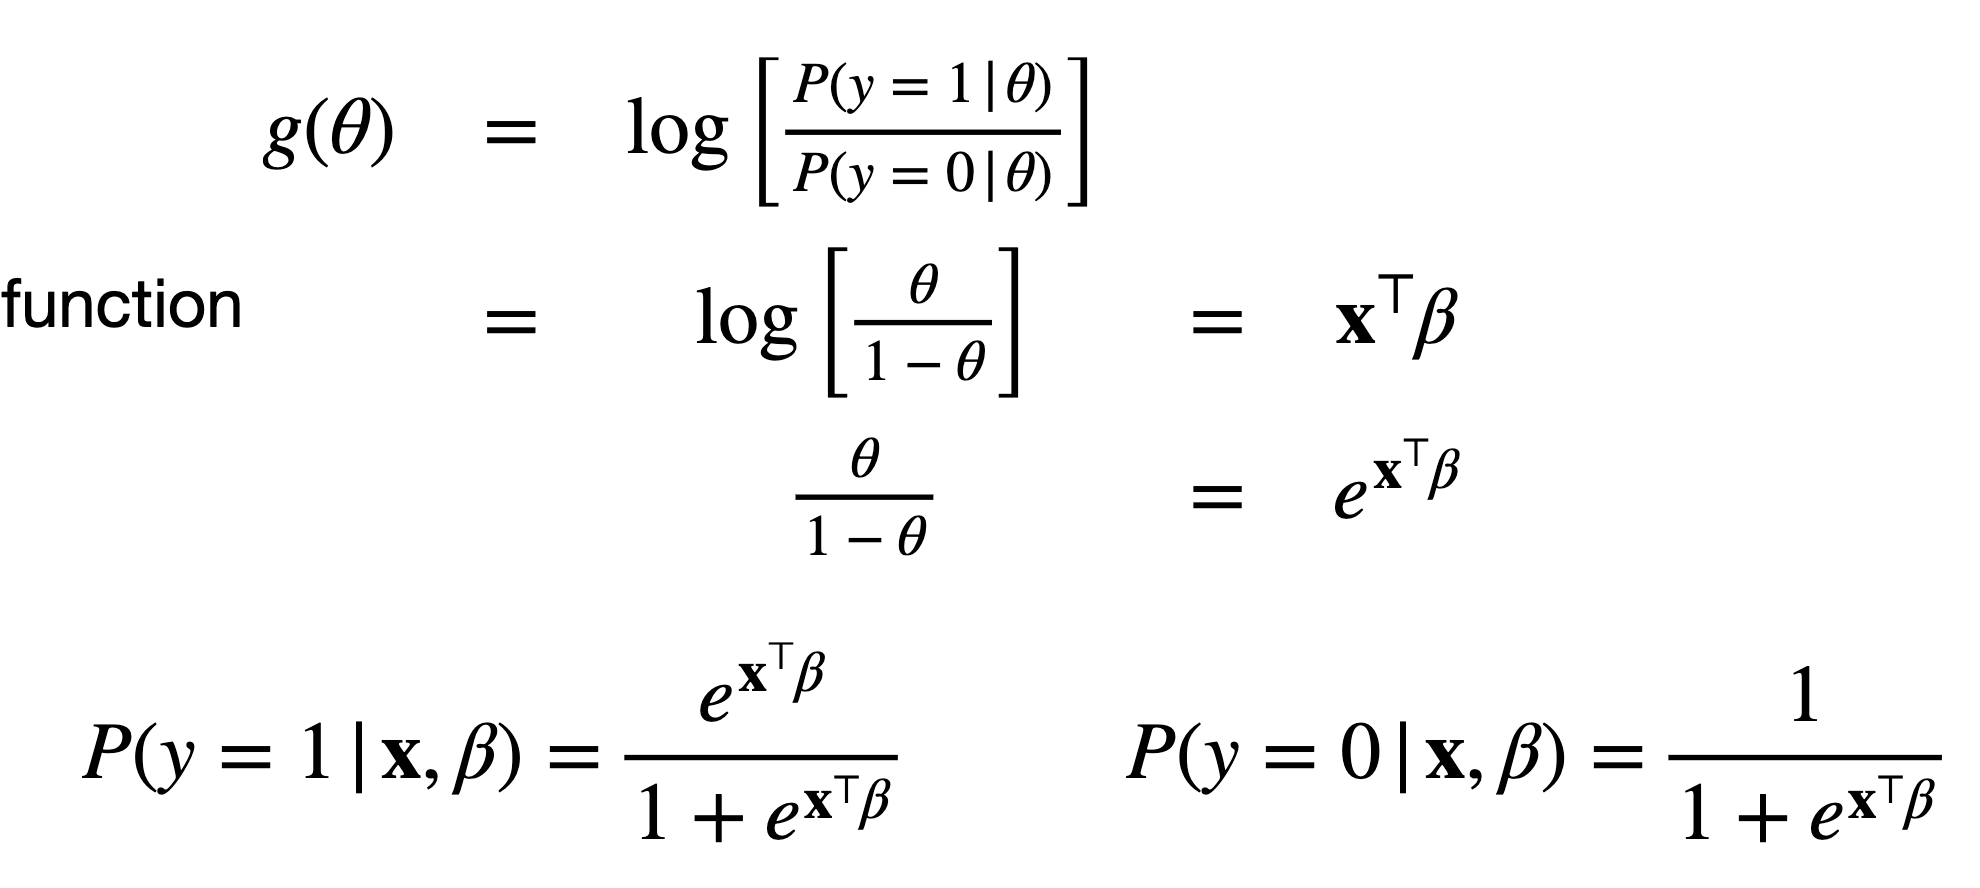 g(θ) = log [ P(y = 1 | θ) / P(y = 0 | θ) ]
function = log [ θ / (1 − θ) ] = x⊤β
θ / (1 − θ) = e^{x⊤β}
P(y = 1 | x, β) = e^{x⊤β} / (1 + e^{x⊤β}) P(y = 0 | x, β) = 1 / (1 + e^{x⊤β})